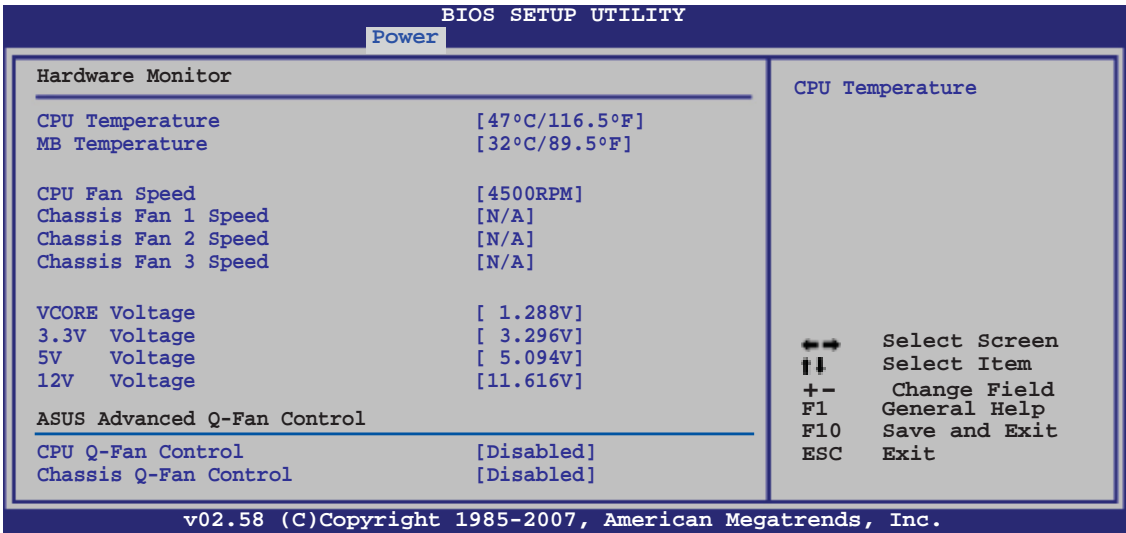 BIOS SETUP UTILITY
Power
Hardware Monitor
CPU Temperature [47ºC/116.5ºF]
MB Temperature [32ºC/89.5ºF]
CPU Fan Speed [4500RPM]
Chassis Fan 1 Speed [N/A]
Chassis Fan 2 Speed [N/A]
Chassis Fan 3 Speed [N/A]
VCORE Voltage [ 1.288V]
3.3V Voltage [ 3.296V]
5V Voltage [ 5.094V]
12V Voltage [11.616V]
ASUS Advanced Q-Fan Control
CPU Q-Fan Control [Disabled]
Chassis Q-Fan Control [Disabled]
CPU Temperature
←→ Select Screen
↑↓ Select Item
+- Change Field
F1 General Help
F10 Save and Exit
ESC Exit
v02.58 (C)Copyright 1985-2007, American Megatrends, Inc.